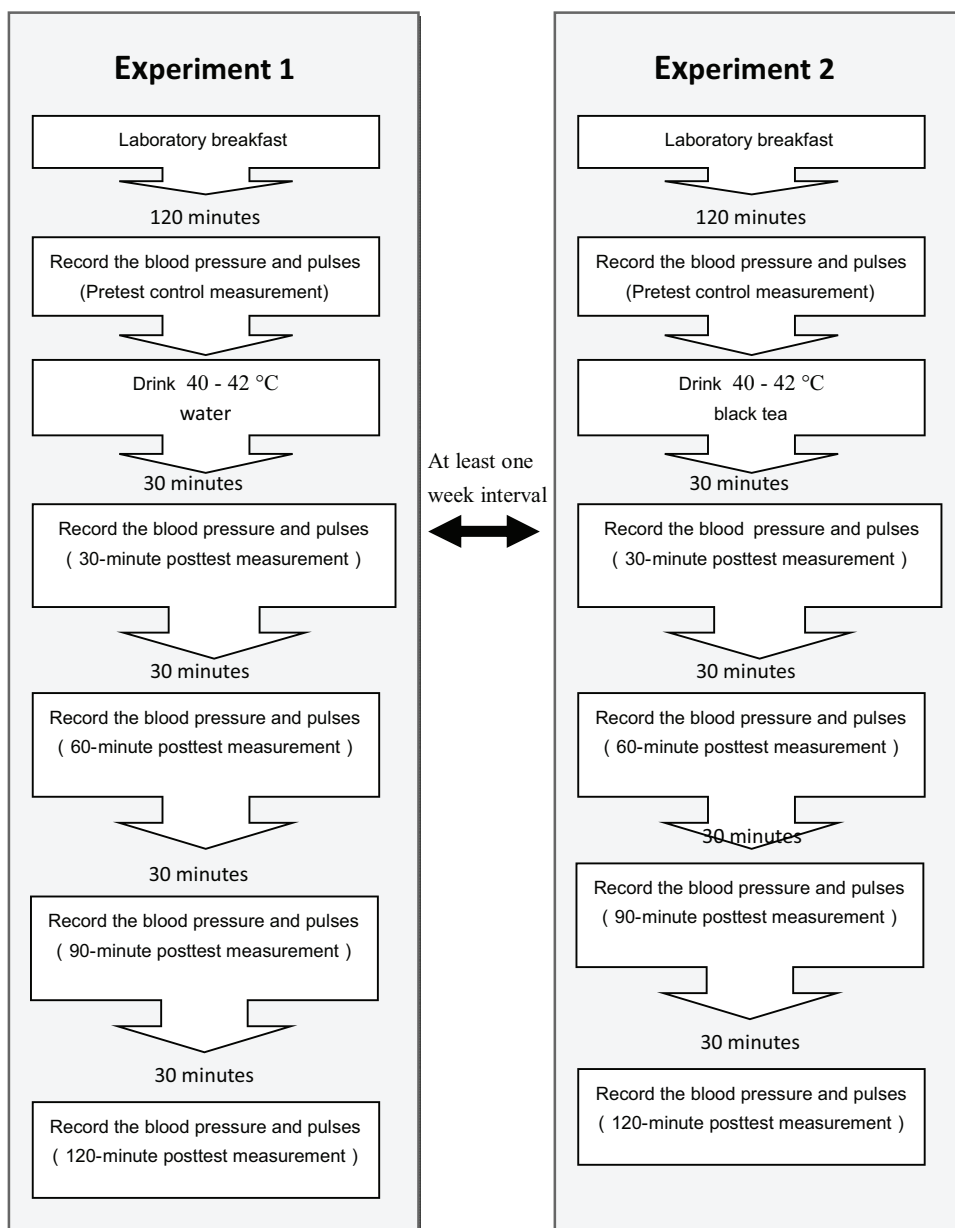 Experiment 1
Laboratory breakfast
120 minutes
Record the blood pressure and pulses
(Pretest control measurement)
Drink 40 - 42 °C
water
30 minutes
Record the blood pressure and pulses
( 30-minute posttest measurement )
30 minutes
Record the blood pressure and pulses
( 60-minute posttest measurement )
30 minutes
Record the blood pressure and pulses
( 90-minute posttest measurement )
30 minutes
Record the blood pressure and pulses
( 120-minute posttest measurement )
At least one
week interval
Experiment 2
Laboratory breakfast
120 minutes
Record the blood pressure and pulses
(Pretest control measurement)
Drink 40 - 42 °C
black tea
30 minutes
Record the blood pressure and pulses
( 30-minute posttest measurement )
30 minutes
Record the blood pressure and pulses
( 60-minute posttest measurement )
30 minutes
Record the blood pressure and pulses
( 90-minute posttest measurement )
30 minutes
Record the blood pressure and pulses
( 120-minute posttest measurement )